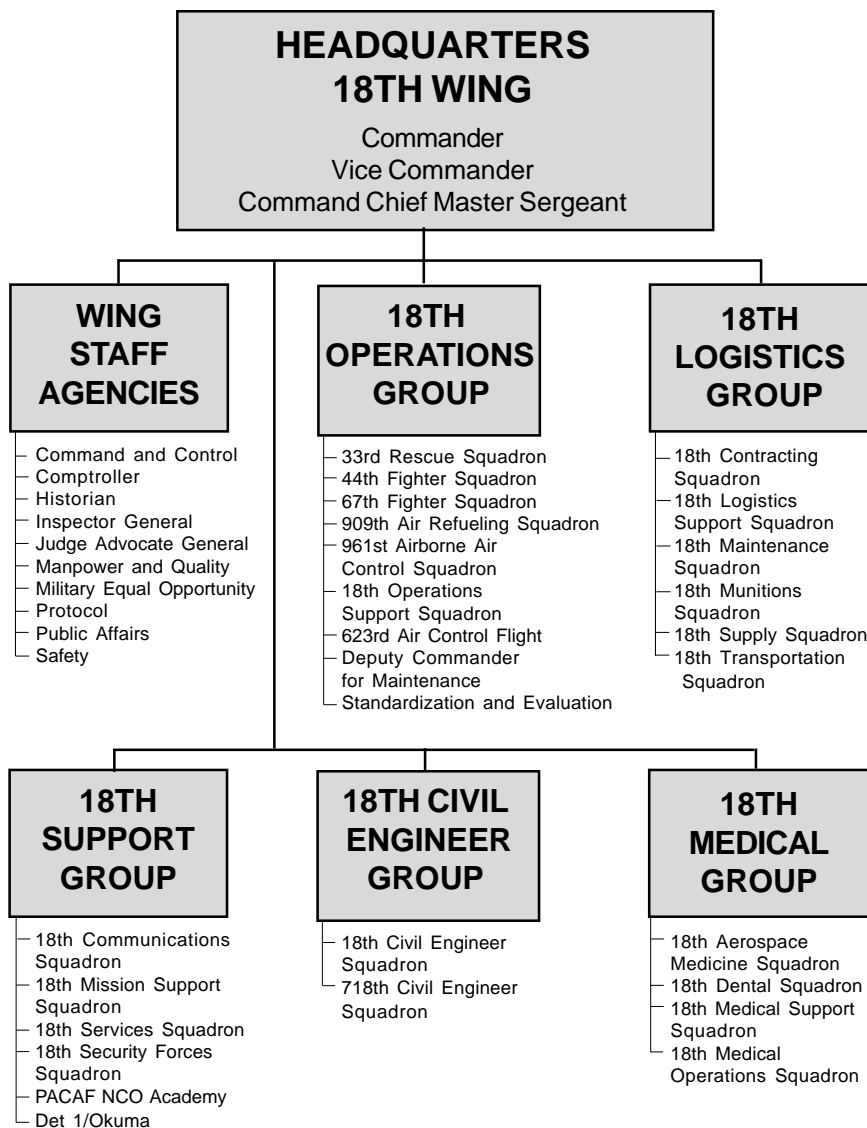 HEADQUARTERS
18TH WING
Commander
Vice Commander
Command Chief Master Sergeant
WING
STAFF
AGENCIES
Command and Control
Comptroller
Historian
Inspector General
Judge Advocate General
Manpower and Quality
Military Equal Opportunity
Protocol
Public Affairs
Safety
18TH
OPERATIONS
GROUP
33rd Rescue Squadron
44th Fighter Squadron
67th Fighter Squadron
909th Air Refueling Squadron
961st Airborne Air
Control Squadron
18th Operations
Support Squadron
623rd Air Control Flight
Deputy Commander
for Maintenance
Standardization and Evaluation
18TH
LOGISTICS
GROUP
18th Contracting
Squadron
18th Logistics
Support Squadron
18th Maintenance
Squadron
18th Munitions
Squadron
18th Supply Squadron
18th Transportation
Squadron
18TH
SUPPORT
GROUP
18th Communications
Squadron
18th Mission Support
Squadron
18th Services Squadron
18th Security Forces
Squadron
PACAF NCO Academy
Det 1/Okuma
18TH CIVIL
ENGINEER
GROUP
18th Civil Engineer
Squadron
718th Civil Engineer
Squadron
18TH
MEDICAL
GROUP
18th Aerospace
Medicine Squadron
18th Dental Squadron
18th Medical Support
Squadron
18th Medical
Operations Squadron